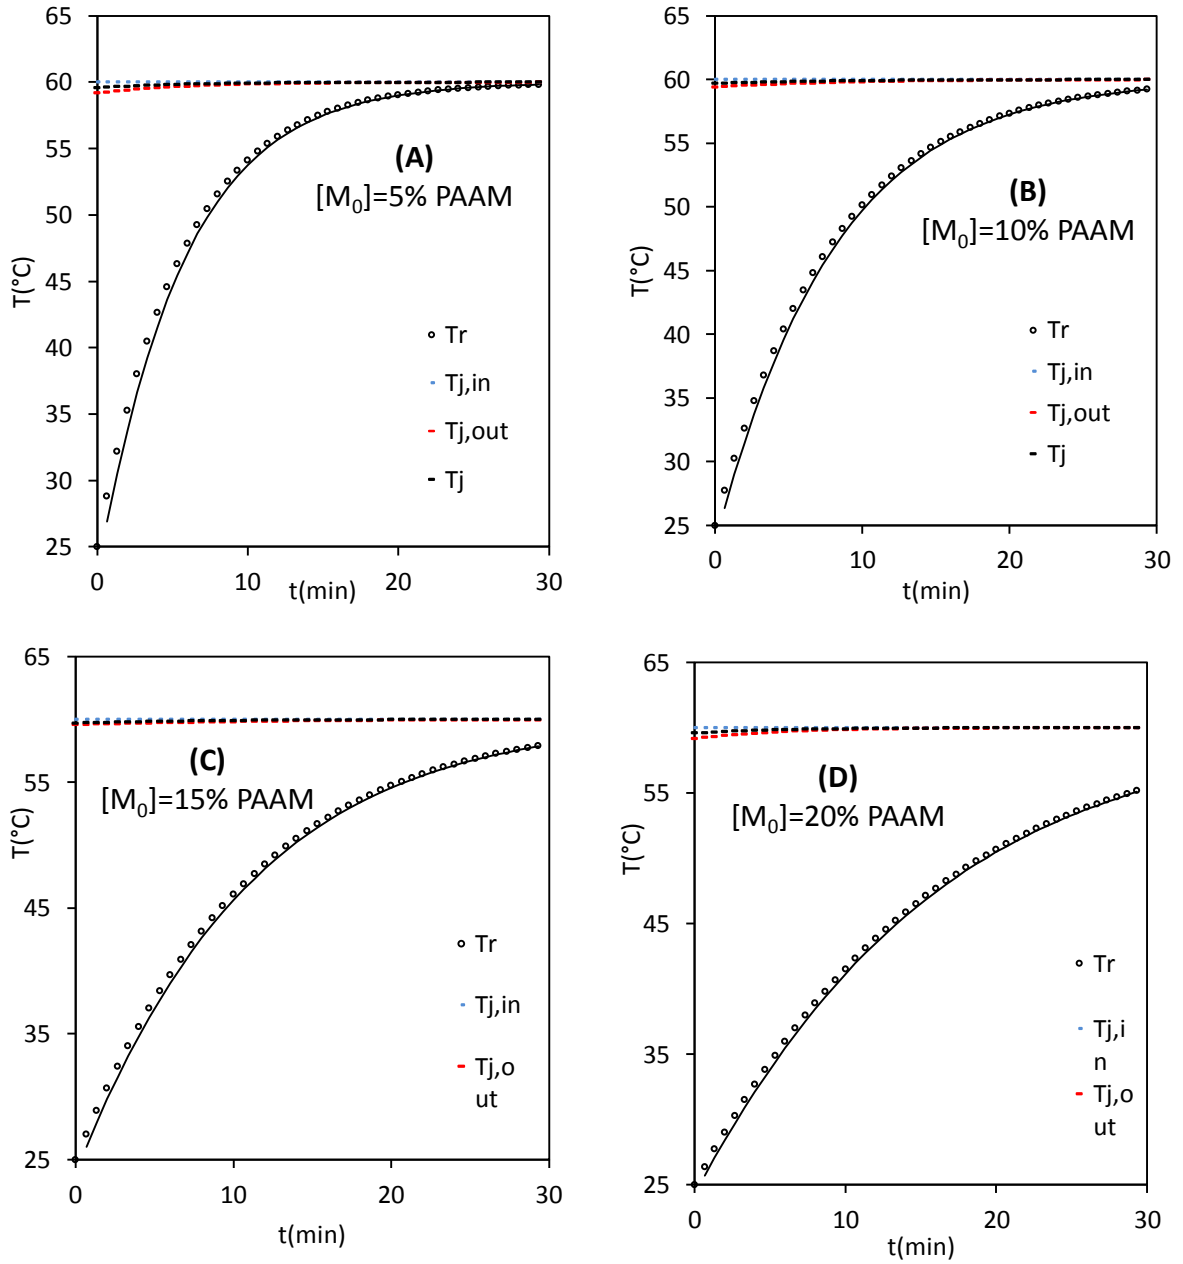 65
60
55
50
45
40
35
30
25
T(°C)
(A)
[M0]=5% PAAM
Tr
Tj,in
Tj,out
Tj
0
10
20
30
t(min)
65
60
55
50
45
40
35
30
25
T(°C)
(B)
[M0]=10% PAAM
Tr
Tj,in
Tj,out
Tj
0
10
20
30
t(min)
65
55
45
35
25
T(°C)
(C)
[M0]=15% PAAM
Tr
Tj,in
Tj,o
ut
0
10
20
30
t(min)
65
55
45
35
25
T(°C)
(D)
[M0]=20% PAAM
Tr
Tj,i
n
Tj,o
ut
0
10
20
30
t(min)